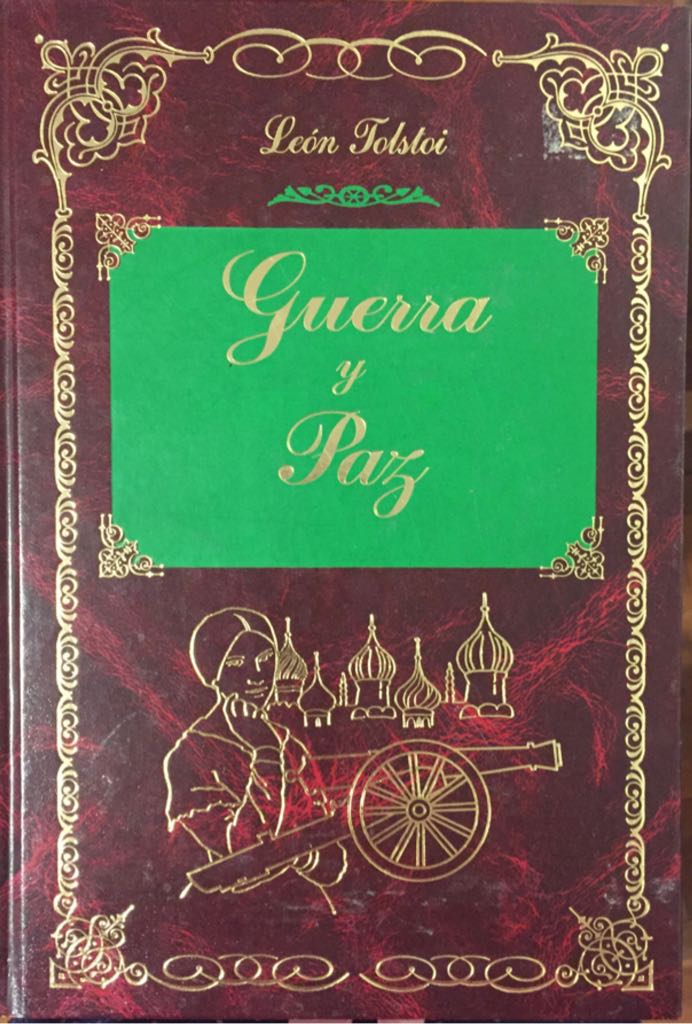 León Tolstoi
Guerra
y
Paz